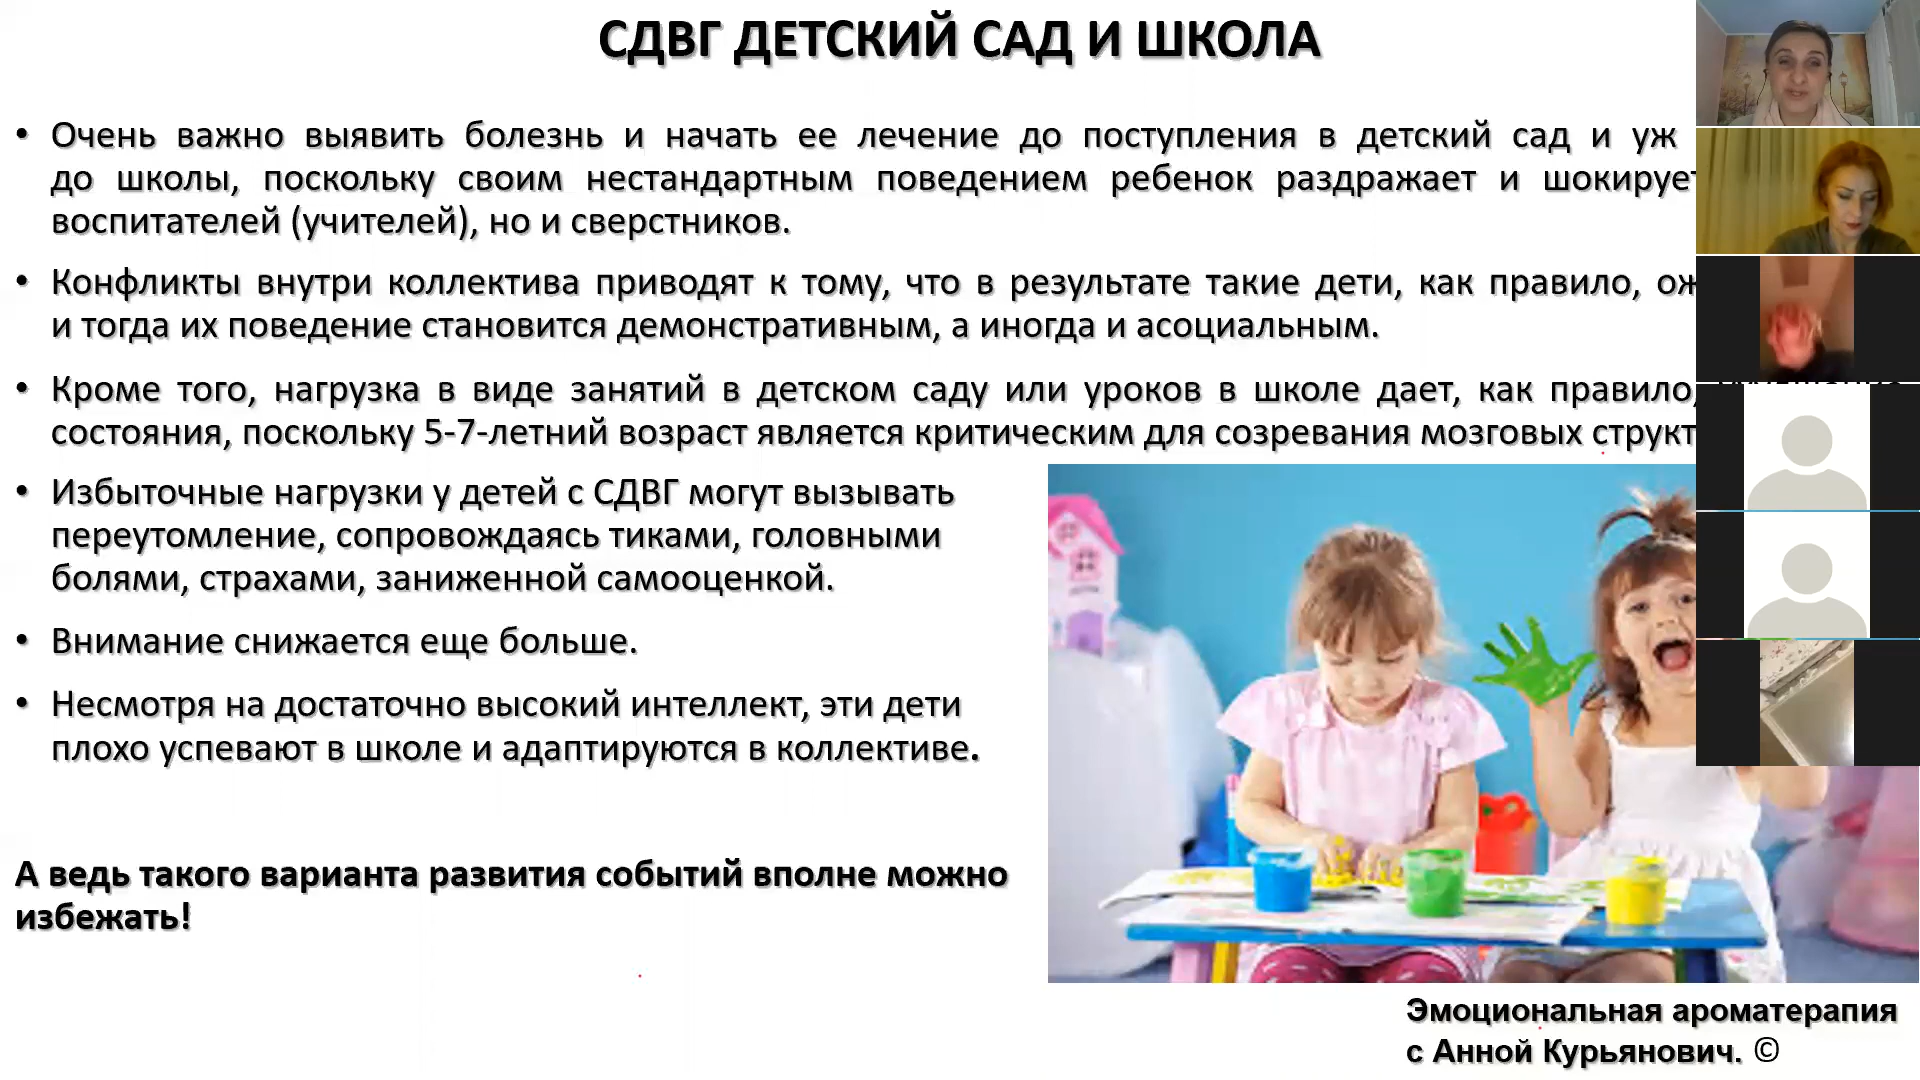 СДВГ ДЕТСКИЙ САД И ШКОЛА
• Очень важно выявить болезнь и начать ее лечение до поступления в детский сад и уж
до школы, поскольку своим нестандартным поведением ребенок раздражает и шокирует
воспитателей (учителей), но и сверстников.
• Конфликты внутри коллектива приводят к тому, что в результате такие дети, как правило,
и тогда их поведение становится демонстративным, а иногда и асоциальным.
• Кроме того, нагрузка в виде занятий в детском саду или уроков в школе дает, как правило,
состояния, поскольку 5-7-летний возраст является критическим для созревания мозговых
• Избыточные нагрузки у детей с СДВГ могут вызывать
переутомление, сопровождаясь тиками, головными
болями, страхами, заниженной самооценкой.
• Внимание снижается еще больше.
• Несмотря на достаточно высокий интеллект, эти дети
плохо успевают в школе и адаптируются в коллективе.
А ведь такого варианта развития событий вполне можно
избежать!
Эмоциональная ароматерапия
с Анной Курьянович. ©